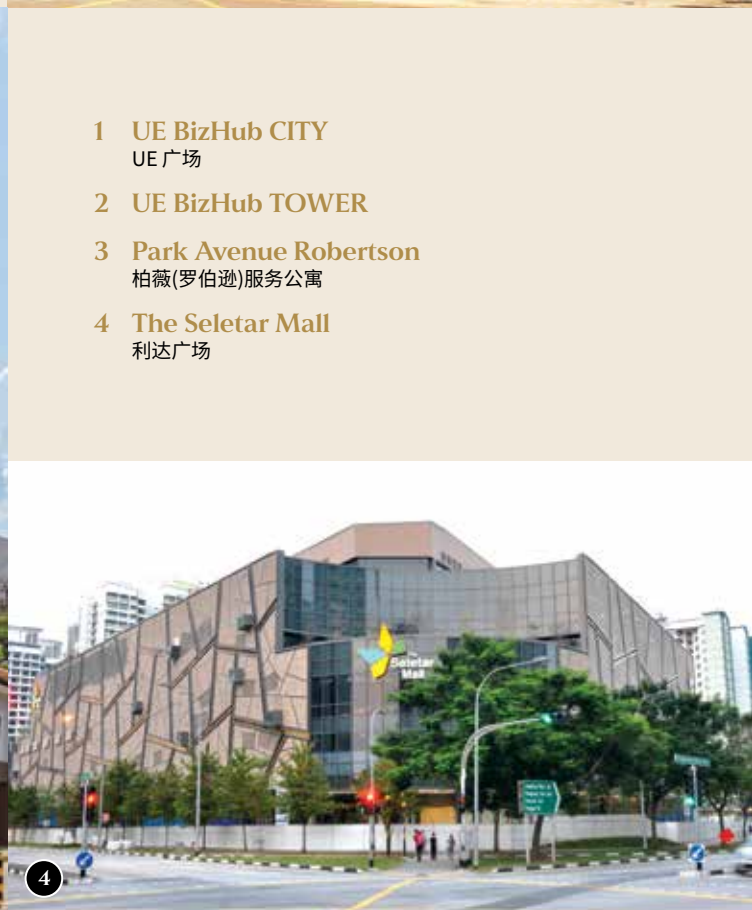 1 UE BizHub CITY
UE 广场
2 UE BizHub TOWER
3 Park Avenue Robertson
柏薇(罗伯逊)服务公寓
4 The Seletar Mall
利达广场
The
Seletar
Mall
4